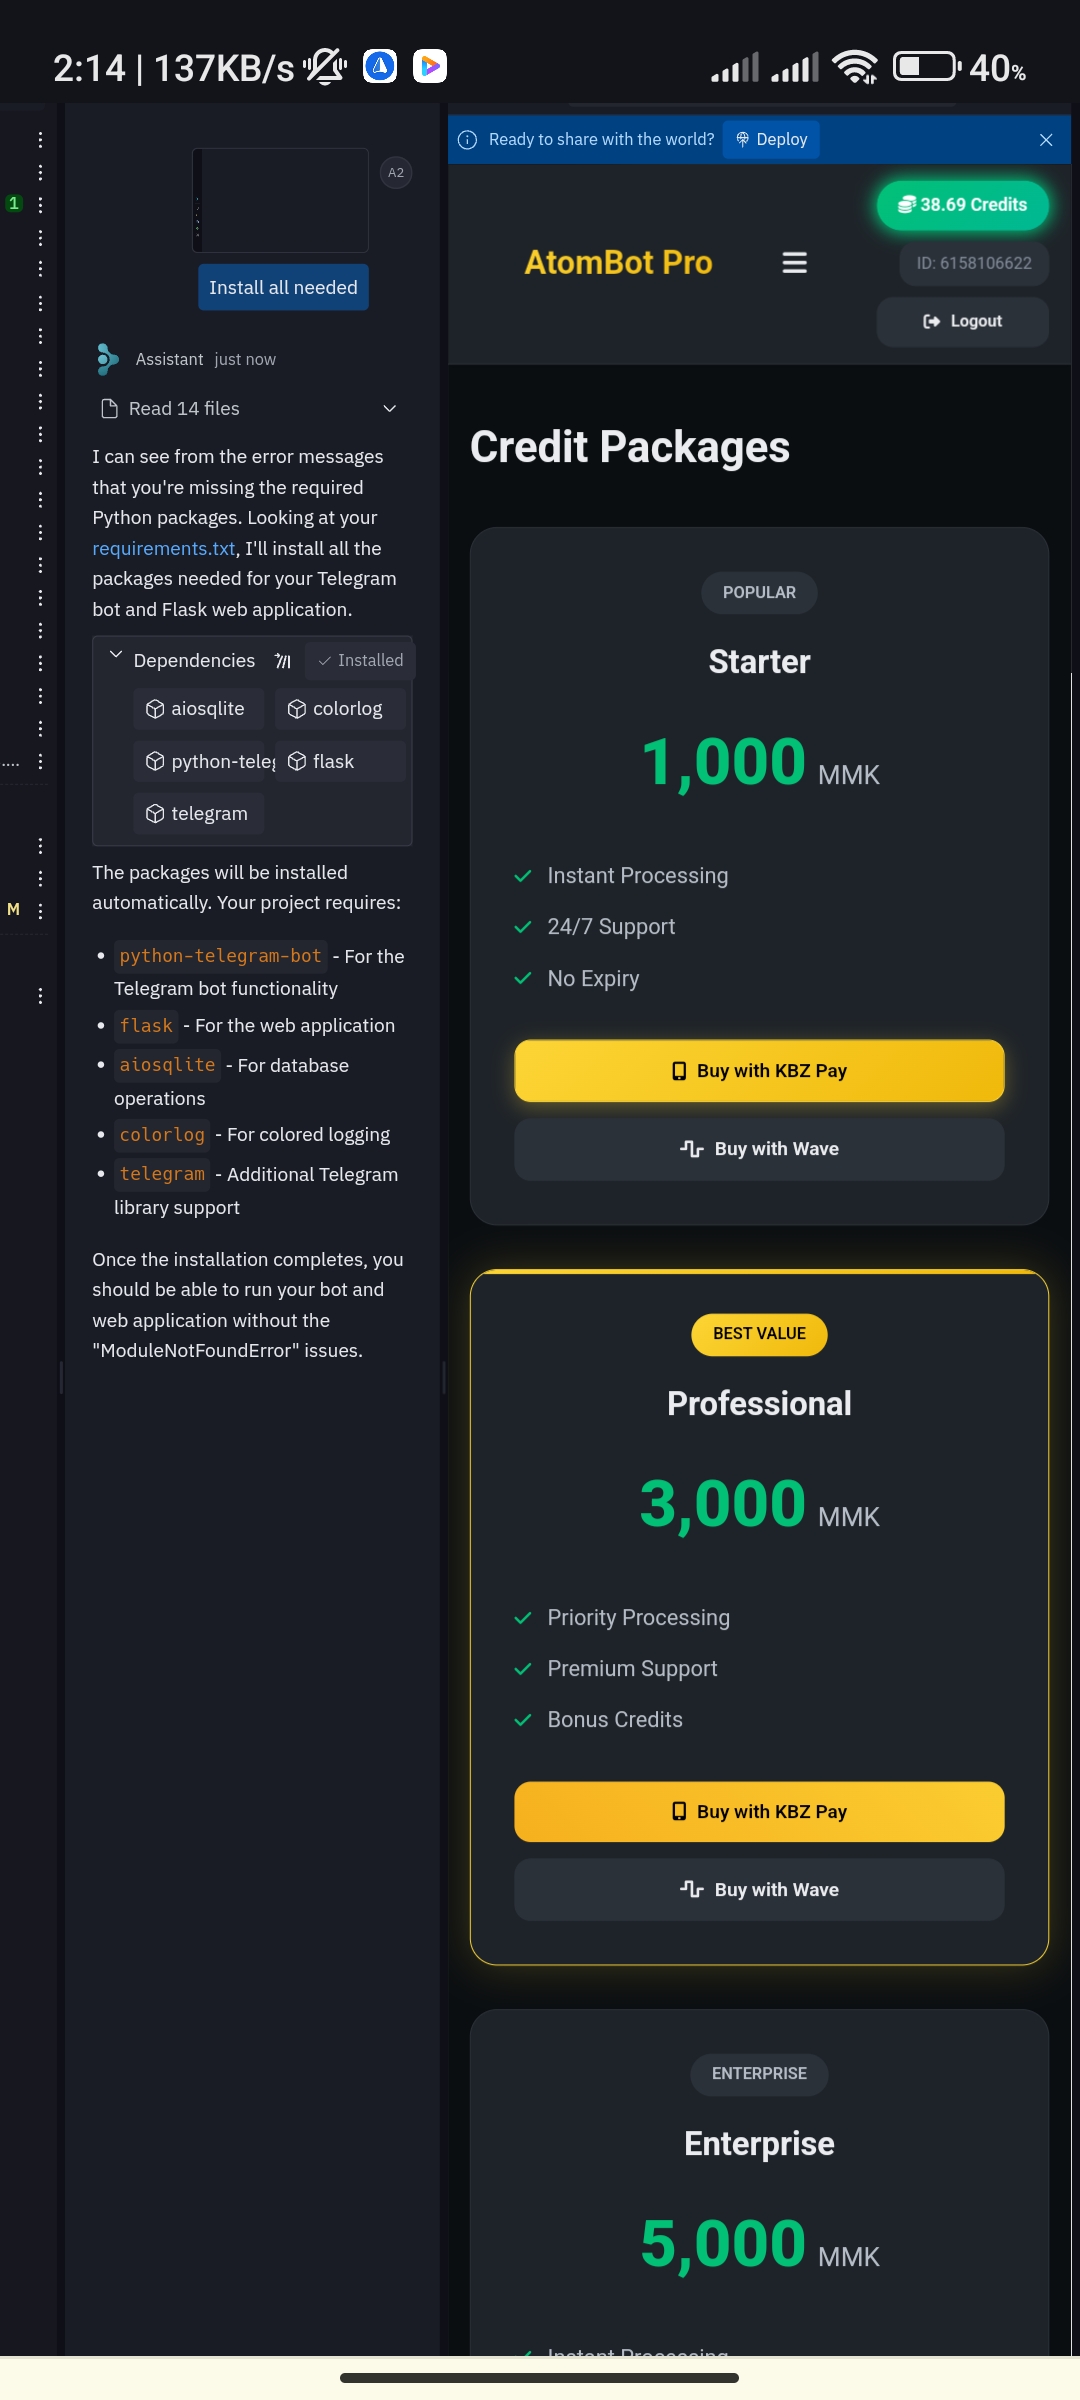 2:14 | 137KB/s
40%
1
....
M
A2
Install all needed
Assistant just now
Read 14 files
I can see from the error messages
that you're missing the required
Python packages. Looking at your
requirements.txt, I'll install all the
packages needed for your Telegram
bot and Flask web application.
Dependencies
Installed
aiosqlite
colorlog
python-teleg
flask
telegram
The packages will be installed
automatically. Your project requires:
• python-telegram-bot - For the
Telegram bot functionality
• flask - For the web application
• aiosqlite - For database
operations
• colorlog - For colored logging
• telegram - Additional Telegram
library support
Once the installation completes, you
should be able to run your bot and
web application without the
"ModuleNotFoundError" issues.
Ready to share with the world?
Deploy
38.69 Credits
AtomBot Pro
ID: 6158106622
Logout
Credit Packages
POPULAR
Starter
1,000 MMK
Instant Processing
24/7 Support
No Expiry
Buy with KBZ Pay
Buy with Wave
BEST VALUE
Professional
3,000 MMK
Priority Processing
Premium Support
Bonus Credits
Buy with KBZ Pay
Buy with Wave
ENTERPRISE
Enterprise
5,000 MMK
Instant Processing